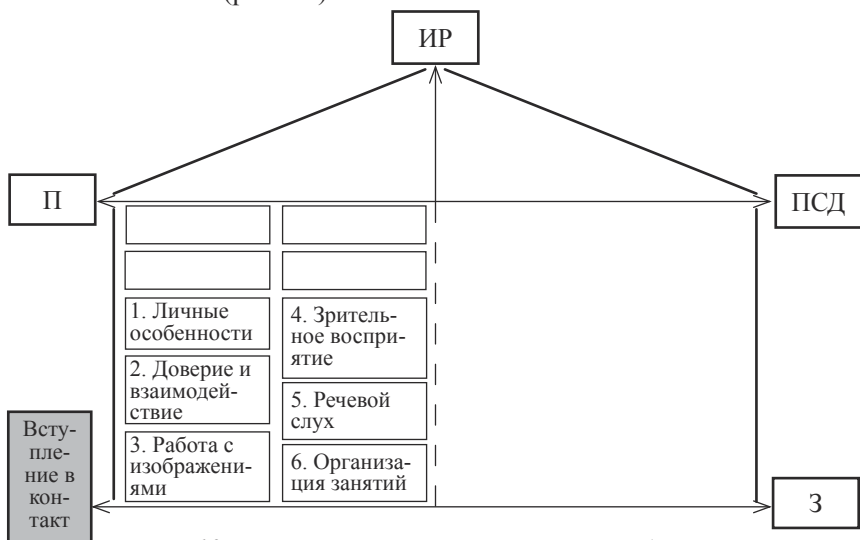 ИР
П
ПСД
1. Личные
особенности
2. Доверие и
взаимодей-
ствие
3. Работа с
изображени-
ями
4. Зритель-
ное воспри-
ятие
5. Речевой
слух
6. Организа-
ция занятий
Всту-
пле-
ние в
кон-
такт
З